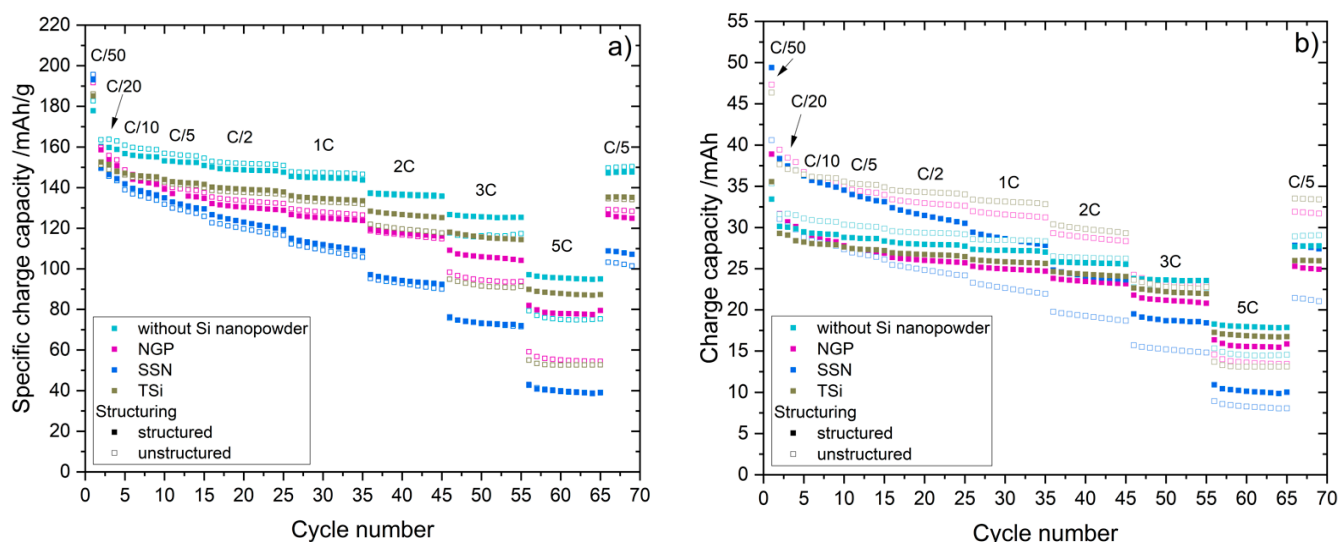 a)
C/50
C/20
C/10
C/5
C/2
1C
2C
3C
5C
C/5
220
200
180
160
140
120
100
80
60
40
20
0
Specific charge capacity /mAh/g
without Si nanopowder
NGP
SSN
TSi
Structuring
structured
unstructured
0 5 10 15 20 25 30 35 40 45 50 55 60 65 70
Cycle number
b)
C/50
C/20
C/10
C/5
C/2
1C
2C
3C
5C
C/5
55
50
45
40
35
30
25
20
15
10
5
0
Charge capacity /mAh
without Si nanopowder
NGP
SSN
TSi
Structuring
structured
unstructured
0 5 10 15 20 25 30 35 40 45 50 55 60 65 70
Cycle number